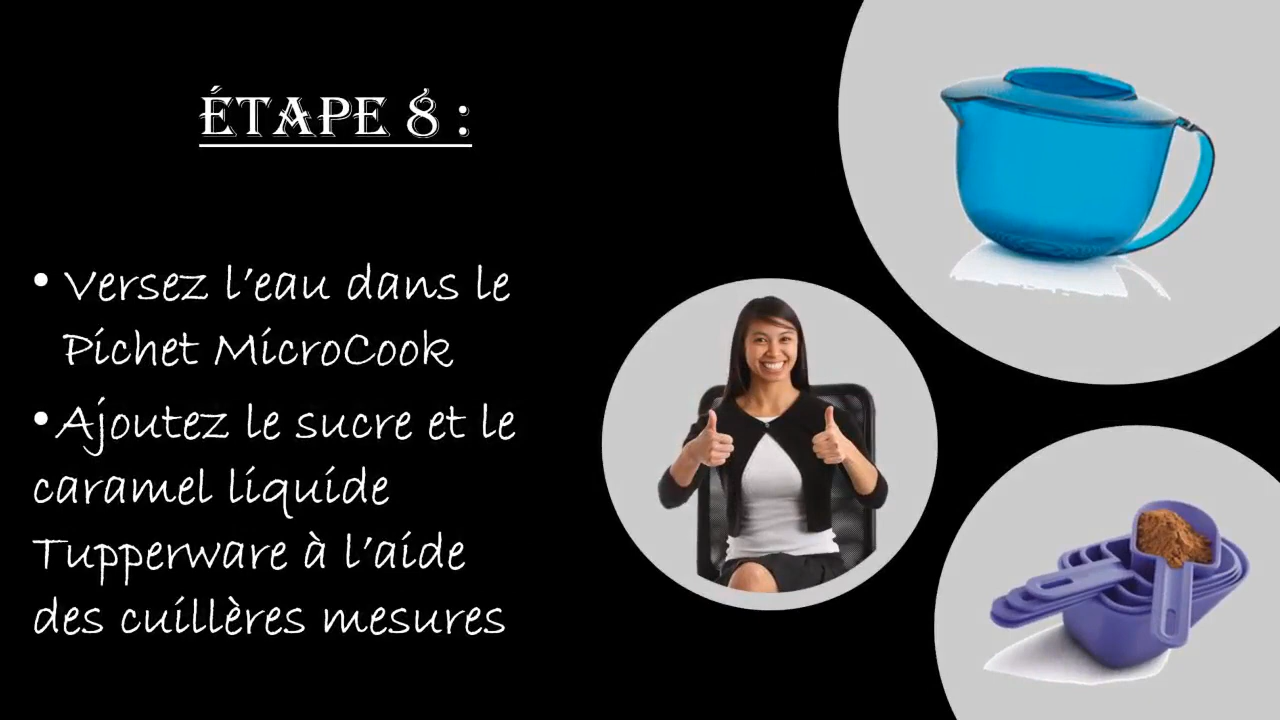 ÉTAPE 8 :
• Versez l'eau dans le
Pichet MicroCook
• Ajoutez le sucre et le
caramel liquide
Tupperware à l'aide
des cuillères mesures